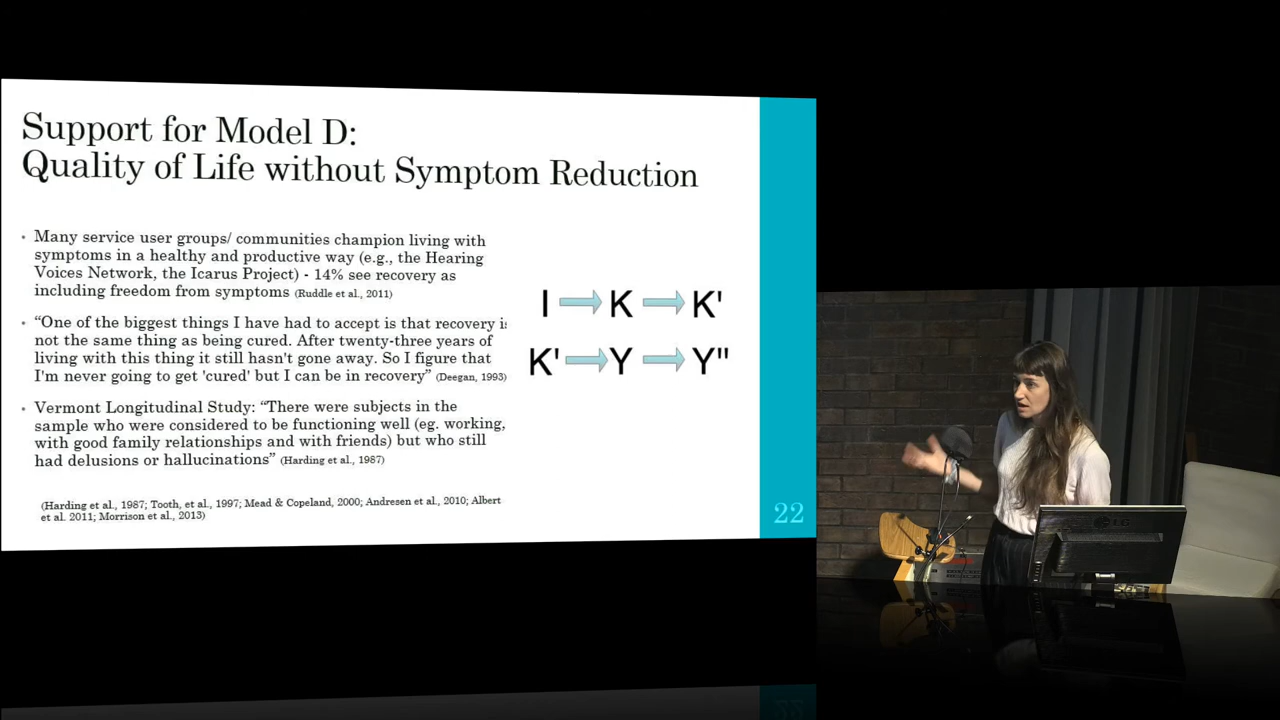 Support for Model D:
Quality of Life without Symptom Reduction
• Many service user groups/ communities champion living with
symptoms in a healthy and productive way (e.g., the Hearing
Voices Network, the Icarus Project) - 14% see recovery as
including freedom from symptoms (Ruddle et al., 2011)
• “One of the biggest things I have had to accept is that recovery is
not the same thing as being cured. After twenty-three years of
living with this thing it still hasn't gone away. So I figure that
I'm never going to get 'cured' but I can be in recovery” (Deegan, 1993)
• Vermont Longitudinal Study: “There were subjects in the
sample who were considered to be functioning well (eg. working,
with good family relationships and with friends) but who still
had delusions or hallucinations” (Harding et al., 1987)
(Harding et al., 1987; Tooth, et al., 1997; Mead & Copeland, 2000; Andresen et al., 2010; Albert
et al. 2011; Morrison et al., 2013)
I → K → K'
K' → Y → Y"
22
LG